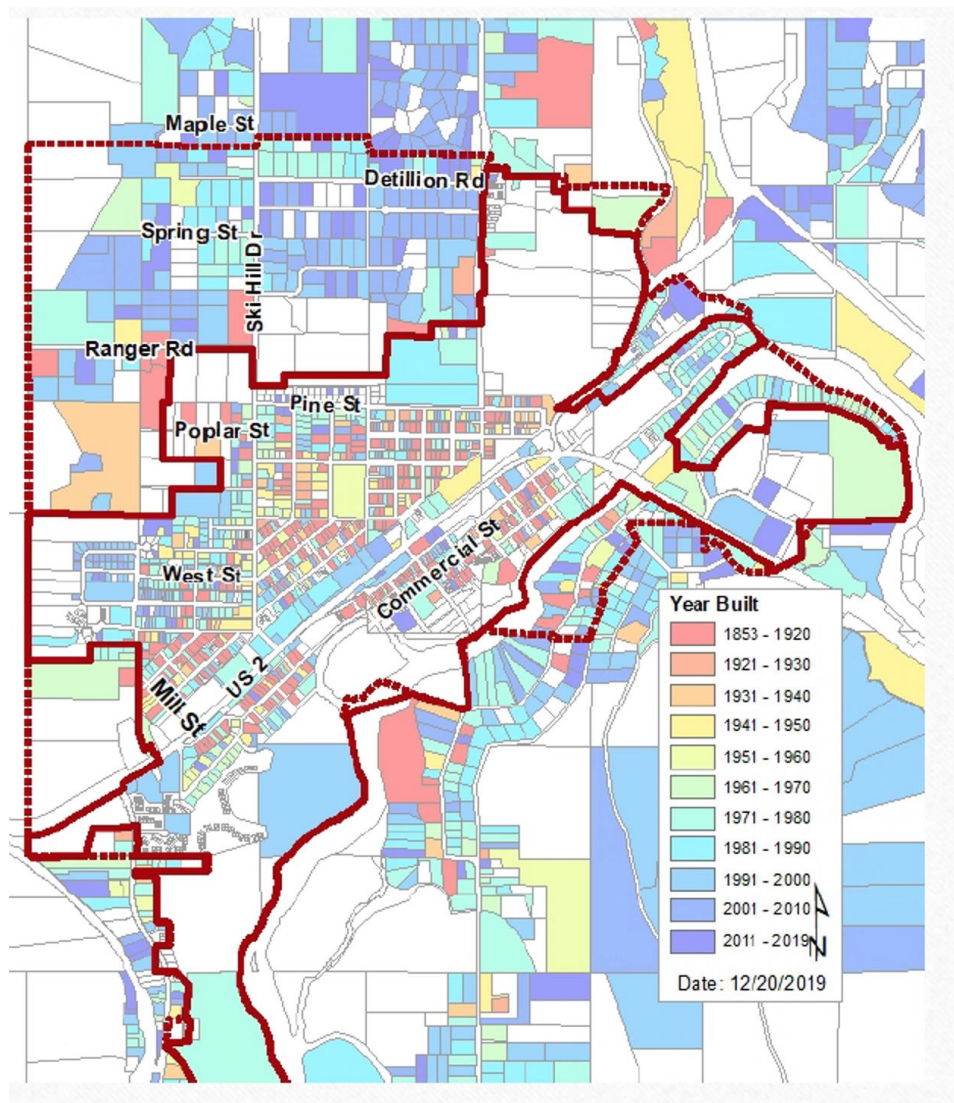 Maple St
Detillion Rd
Spring St
Ski Hill Dr
Ranger Rd
Pine St
Poplar St
West St
Commercial St
US 2
Mill St
Year Built
1853 - 1920
1921 - 1930
1931 - 1940
1941 - 1950
1951 - 1960
1961 - 1970
1971 - 1980
1981 - 1990
1991 - 2000
2001 - 2010
2011 - 2019
N
Date: 12/20/2019